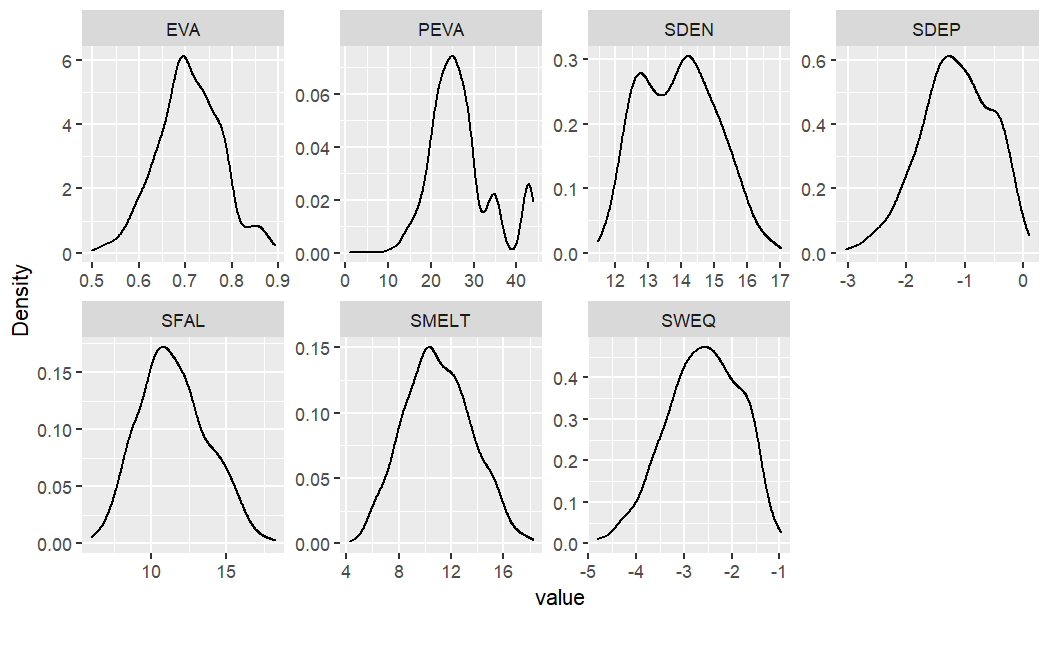 EVA PEVA SDEN SDEP
6 4 2 0
0.06 0.04 0.02 0.00
0.3 0.2 0.1 0.0
0.6 0.4 0.2 0.0
0.5 0.6 0.7 0.8 0.9 0 10 20 30 40 12 13 14 15 16 17 -3 -2 -1 0
Density
SFAL SMELT SWEQ
0.15 0.10 0.05 0.00
0.15 0.10 0.05 0.00
0.4 0.3 0.2 0.1 0.0
10 15 4 8 12 16 -5 -4 -3 -2 -1
value